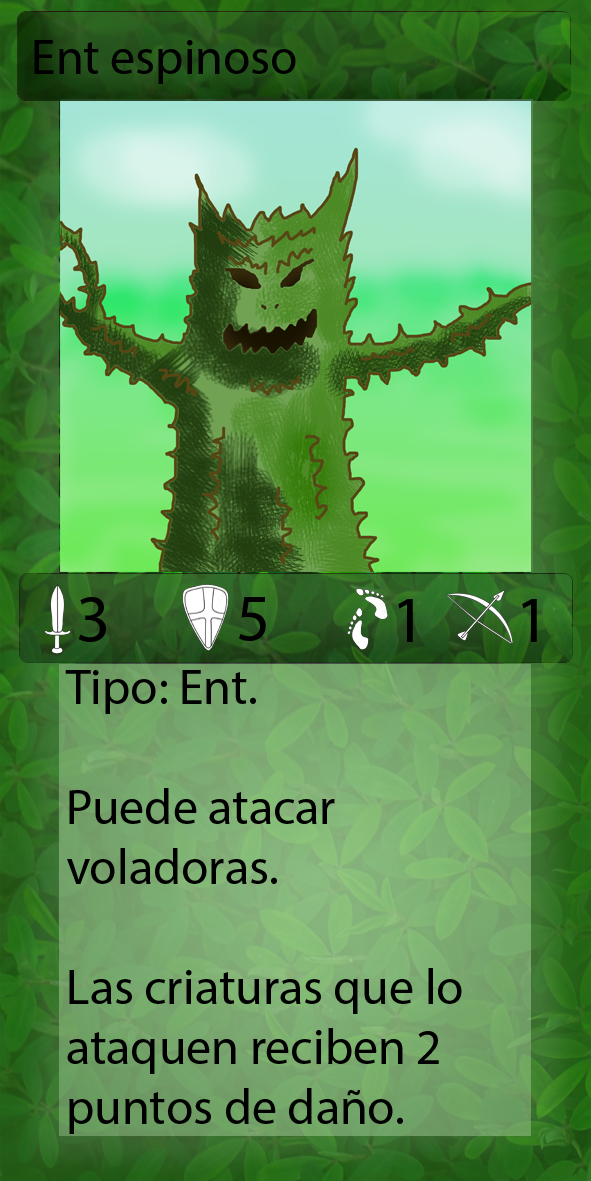 Ent espinoso
3 5 1 1
Tipo: Ent.
Puede atacar
voladoras.
Las criaturas que lo
ataquen reciben 2
puntos de daño.